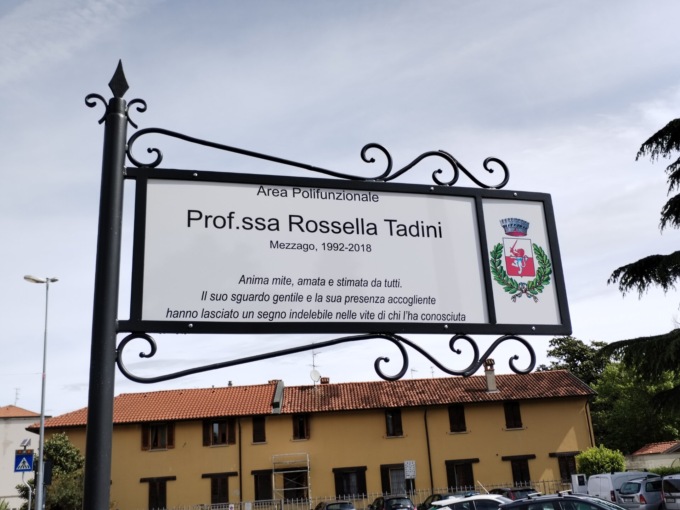 Area Polifunzionale
Prof.ssa Rossella Tadini
Mezzago, 1992-2018
Anima mite, amata e stimata da tutti.
Il suo sguardo gentile e la sua presenza accogliente
hanno lasciato un segno indelebile nelle vite di chi l'ha conosciuta